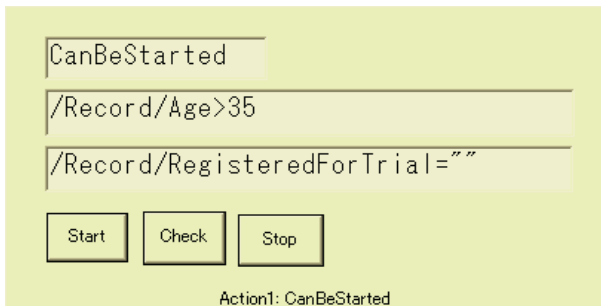 CanBeStarted
/Record/Age>35
/Record/RegisteredForTrial=""
Start Check Stop
Action1: CanBeStarted